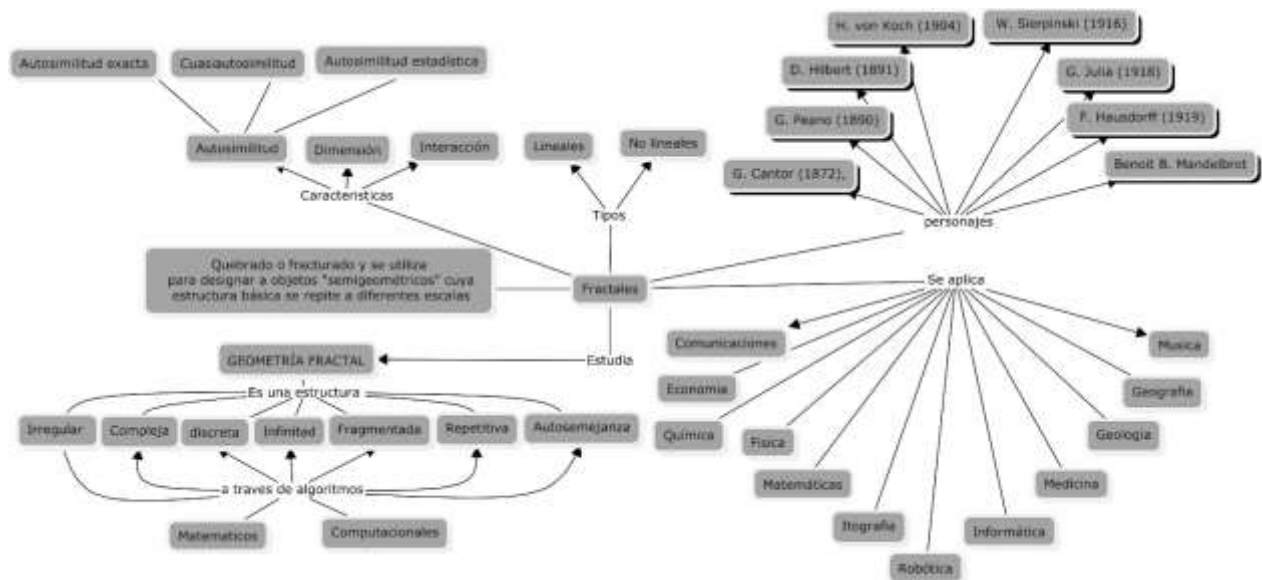 H. von Koch (1904)
W. Sierpinski (1916)
Autosimilitud exacta
Cuasiautosimilitud
Autosimilitud estadística
D. Hilbert (1891)
G. Julia (1918)
G. Peano (1890)
F. Hausdorff (1919)
Autosimilitud
Dimensión
Interacción
Lineales
No lineales
G. Cantor (1872),
Benoit B. Mandelbrot
Caracteristicas
Tipos
personajes
Quebrado o fracturado y se utiliza
para designar a objetos "semigeométricos" cuya
estructura básica se repite a diferentes escalas
Fractales
Se aplica
Comunicaciones
Musica
GEOMETRÍA FRACTAL
Estudia
Economia
Geografia
Es una estructura
Irregular
Compleja
discreta
Infinited
Fragmentada
Repetitiva
Autosemejanza
Química
Fisica
Geologia
a traves de algoritmos
Matemáticas
Medicina
Matematicos
Computacionales
Itografia
Informática
Robótica